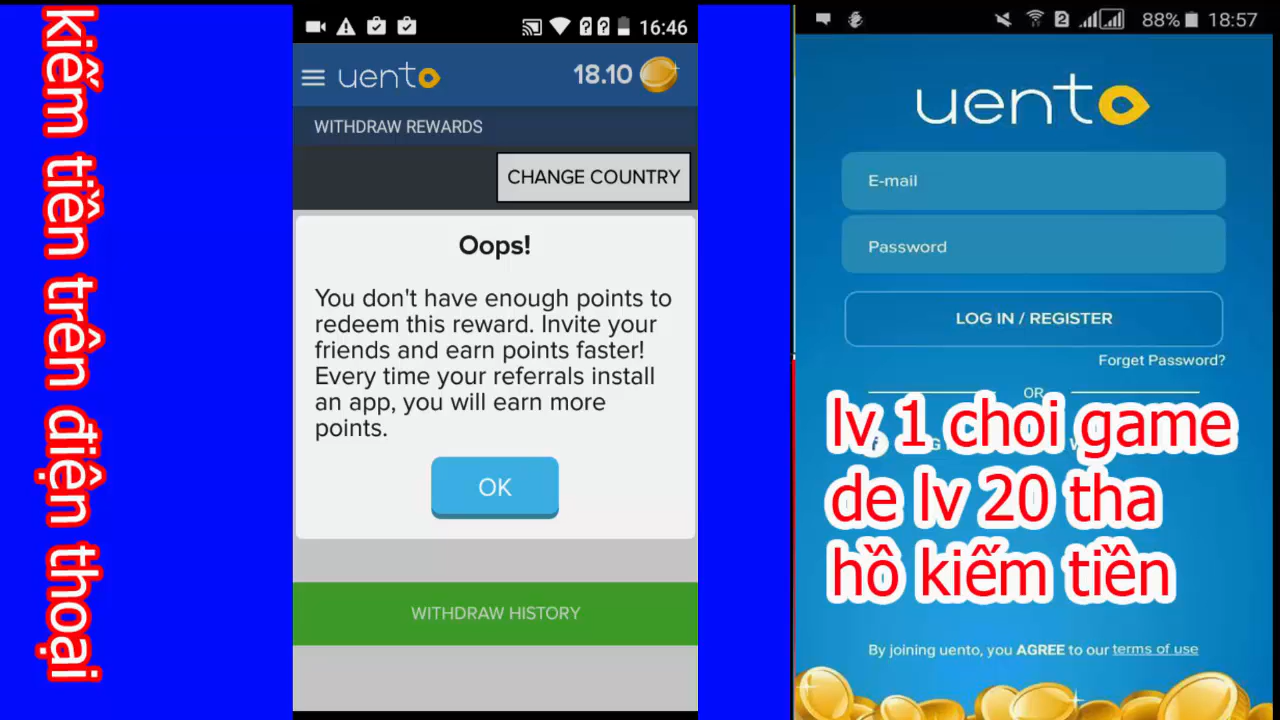 kiếm tiền trên điện thoại
16:46
uento
18.10
WITHDRAW REWARDS
CHANGE COUNTRY
Oops!
You don't have enough points to
redeem this reward. Invite your
friends and earn points faster!
Every time your referrals install
an app, you will earn more
points.
OK
WITHDRAW HISTORY
2
88%
18:57
uento
E-mail
Password
LOG IN / REGISTER
Forget Password?
OR
lv 1 choi game
de lv 20 tha
hồ kiếm tiền
By joining uento, you AGREE to our terms of use